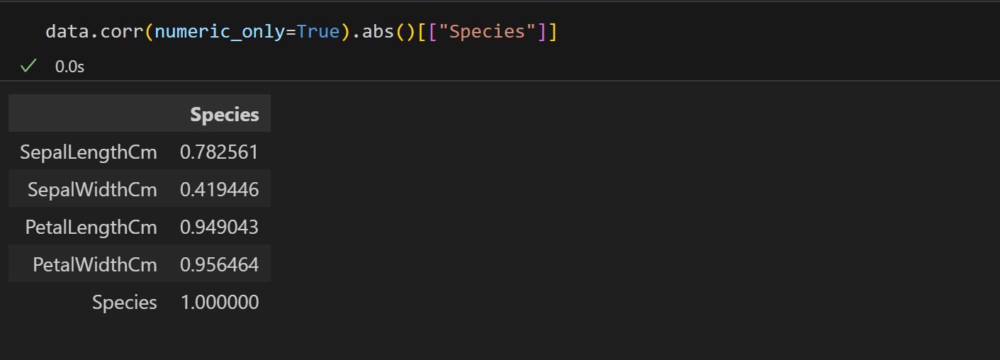 data.corr(numeric_only=True).abs()[["Species"]]
0.0s
Species
SepalLengthCm 0.782561
SepalWidthCm 0.419446
PetalLengthCm 0.949043
PetalWidthCm 0.956464
Species 1.000000